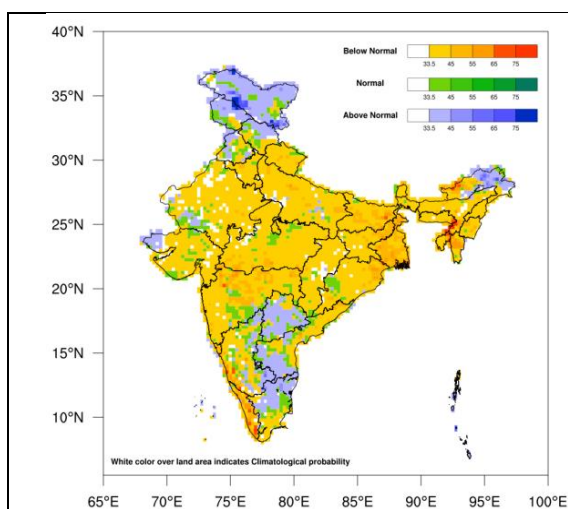 40°N
35°N
30°N
25°N
20°N
15°N
10°N
65°E 70°E 75°E 80°E 85°E 90°E 95°E 100°E
Below Normal
33.5 45 55 65 75
Normal
33.5 45 55 65 75
Above Normal
33.5 45 55 65 75
White color over land area indicates Climatological probability